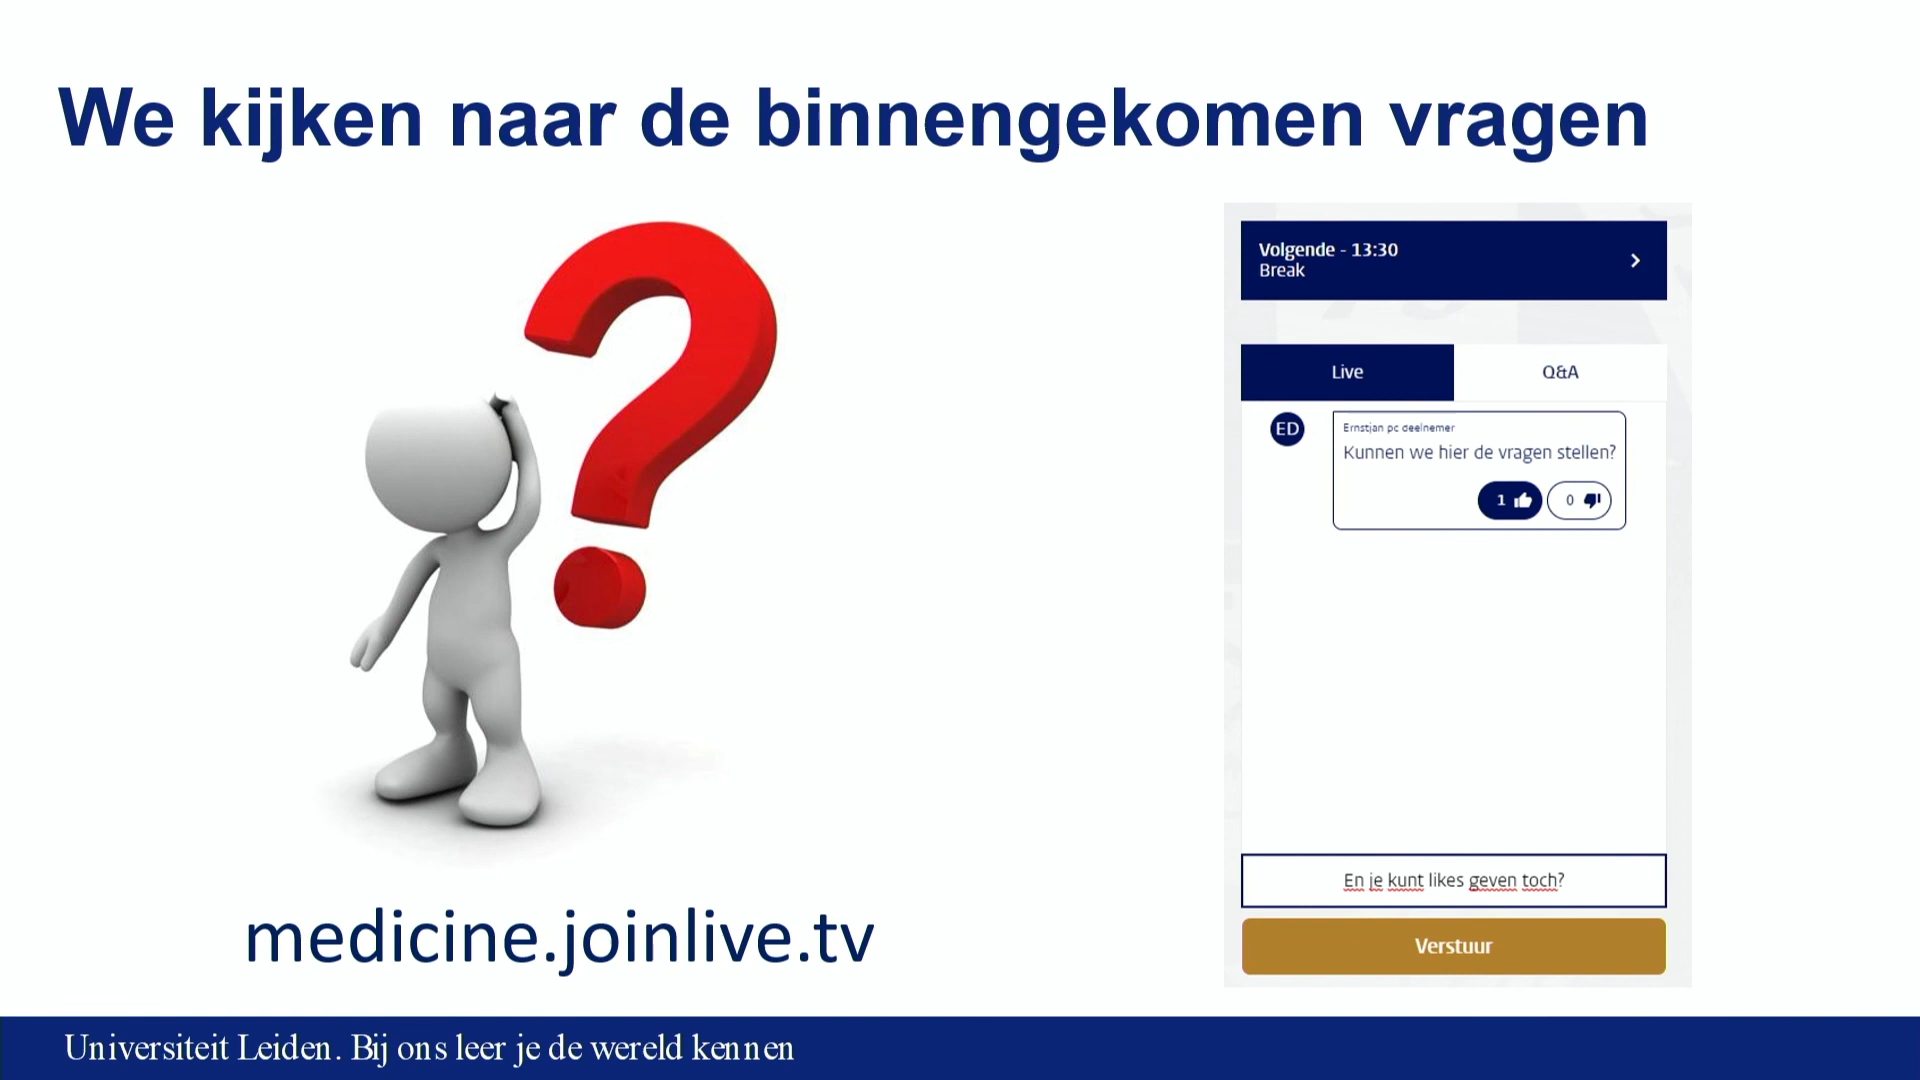 We kijken naar de binnengekomen vragen
Volgende - 13:30
Break
Live
Q&A
ED
Ernstjan pc deelnemer
Kunnen we hier de vragen stellen?
1
0
En je kunt likes geven toch?
Verstuur
medicine.joinlive.tv
Universiteit Leiden. Bij ons leer je de wereld kennen